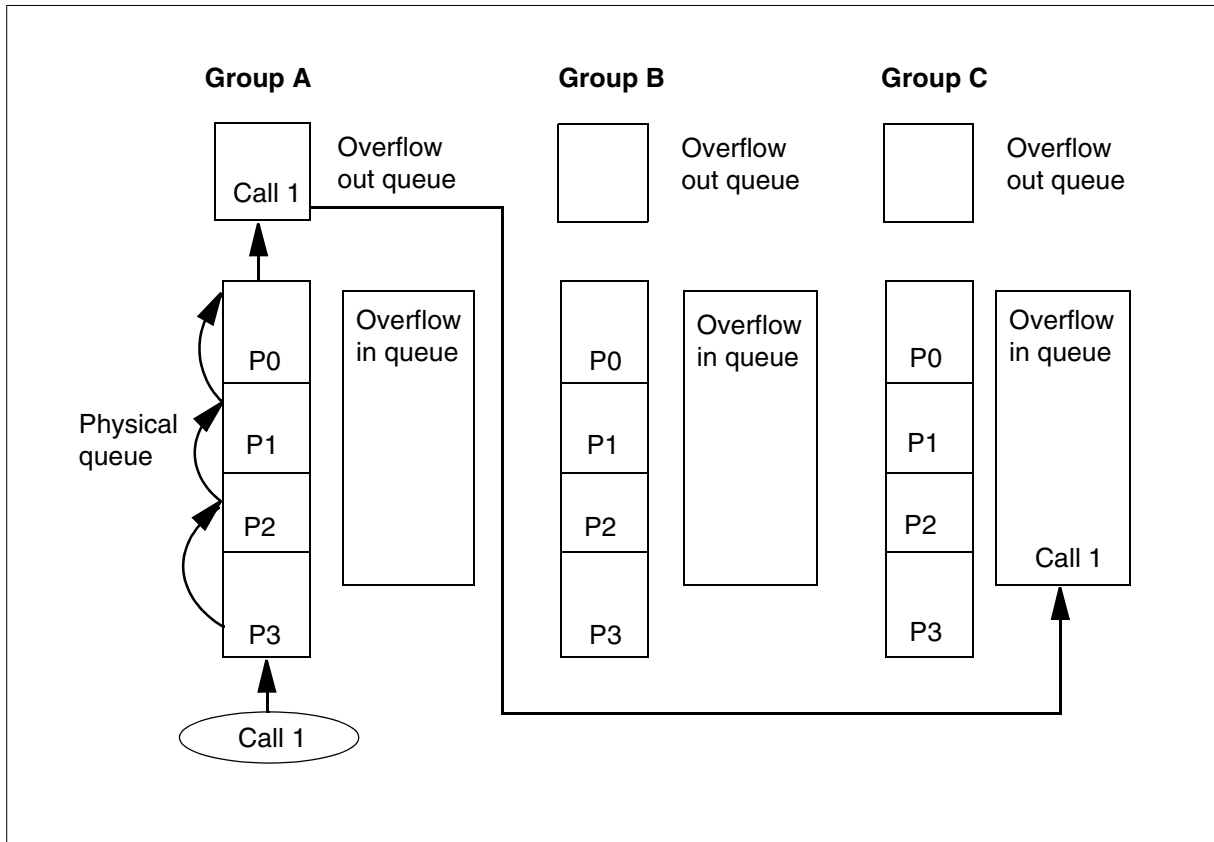 Group A
Group B
Group C
Call 1
Overflow
out queue
Overflow
out queue
Overflow
out queue
Physical
queue
P0
P1
P2
P3
Overflow
in queue
P0
P1
P2
P3
Overflow
in queue
P0
P1
P2
P3
Overflow
in queue
Call 1
Call 1